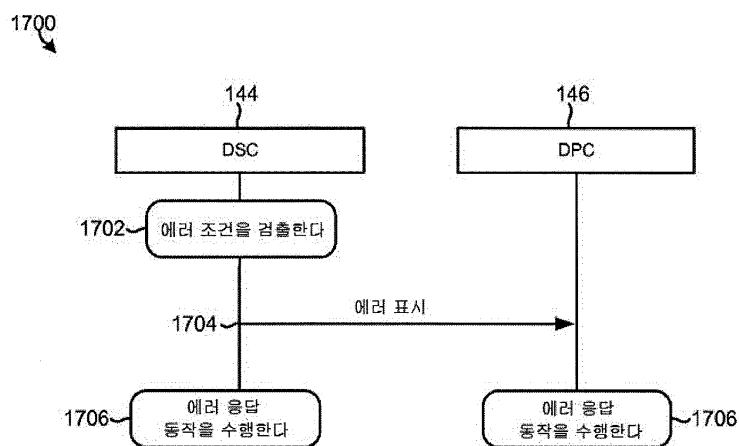 1700
144
146
DSC
DPC
1702
에러 조건을 검출한다
에러 표시
1704
1706
에러 응답
동작을 수행한다
에러 응답
동작을 수행한다
1706